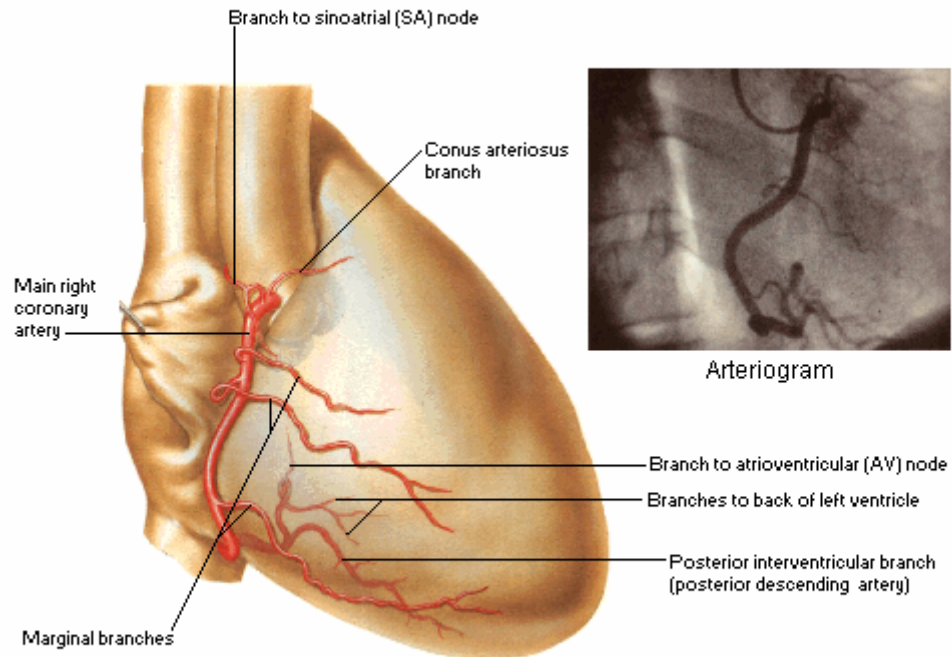 Branch to sinoatrial (SA) node
Conus arteriosus
branch
Main right
coronary
artery
Arteriogram
Branch to atrioventricular (AV) node
Branches to back of left ventricle
Posterior interventricular branch
(posterior descending artery)
Marginal branches